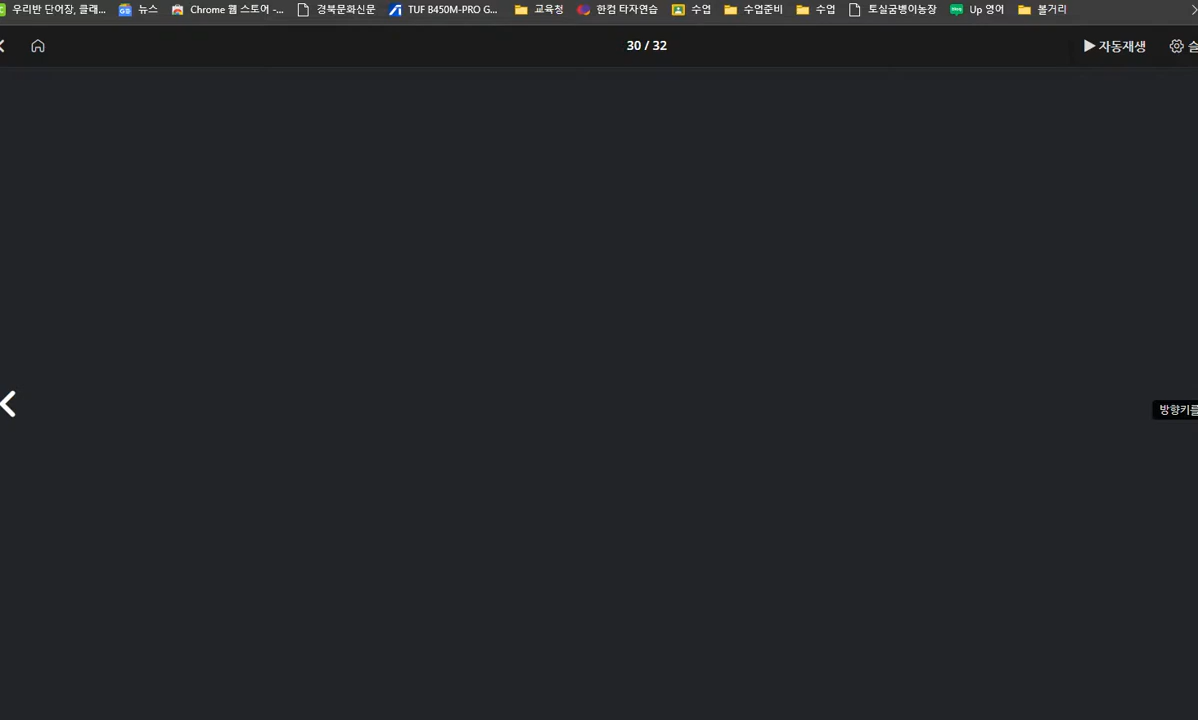 우리반 단어장, 클래... 뉴스 Chrome 웹 스토어 -... 경북문화신문 TUF B450M-PRO G... 교육청 한컴 타자연습 수업 수업준비 수업 토실굼벵이농장 Up 영어 볼거리
30 / 32 자동재생 슬
방향키를